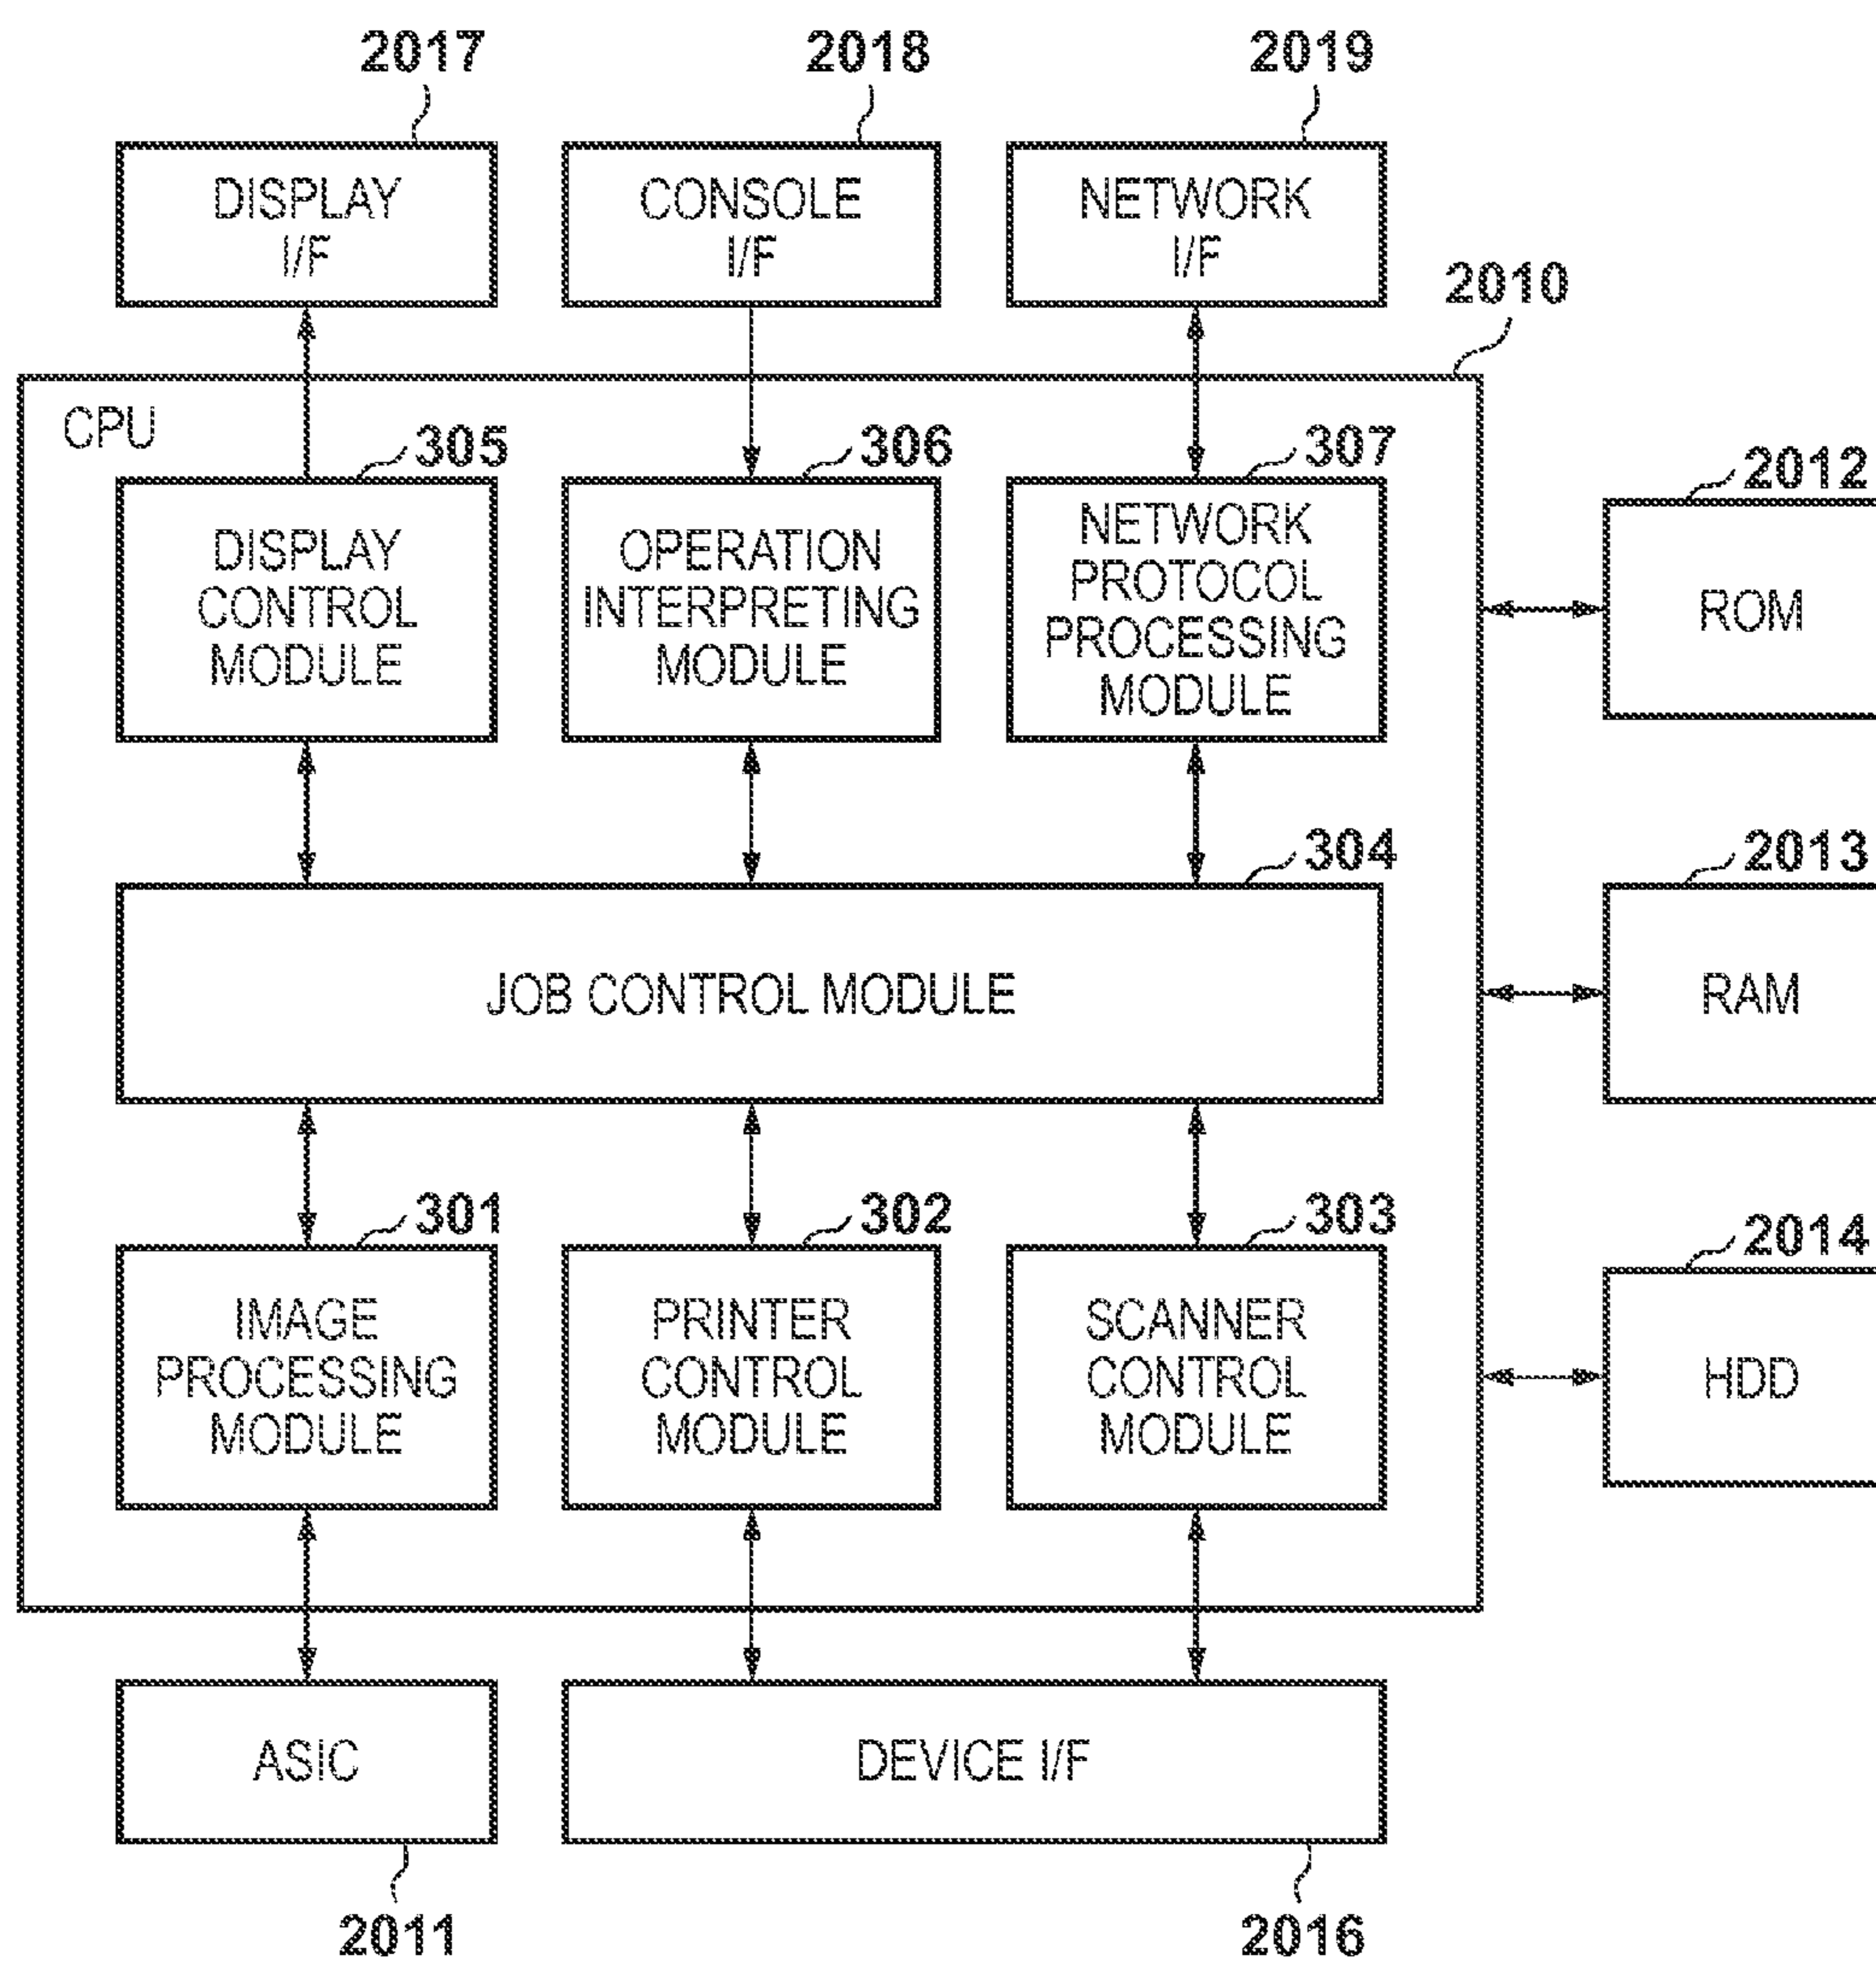 2017
2018
2019
DISPLAY
I/F
CONSOLE
I/F
NETWORK
I/F
2010
CPU
305
306
307
2012
DISPLAY
CONTROL
MODULE
OPERATION
INTERPRETING
MODULE
NETWORK
PROTOCOL
PROCESSING
MODULE
ROM
304
2013
JOB CONTROL MODULE
RAM
301
302
303
2014
IMAGE
PROCESSING
MODULE
PRINTER
CONTROL
MODULE
SCANNER
CONTROL
MODULE
HDD
ASIC
DEVICE I/F
2011
2016